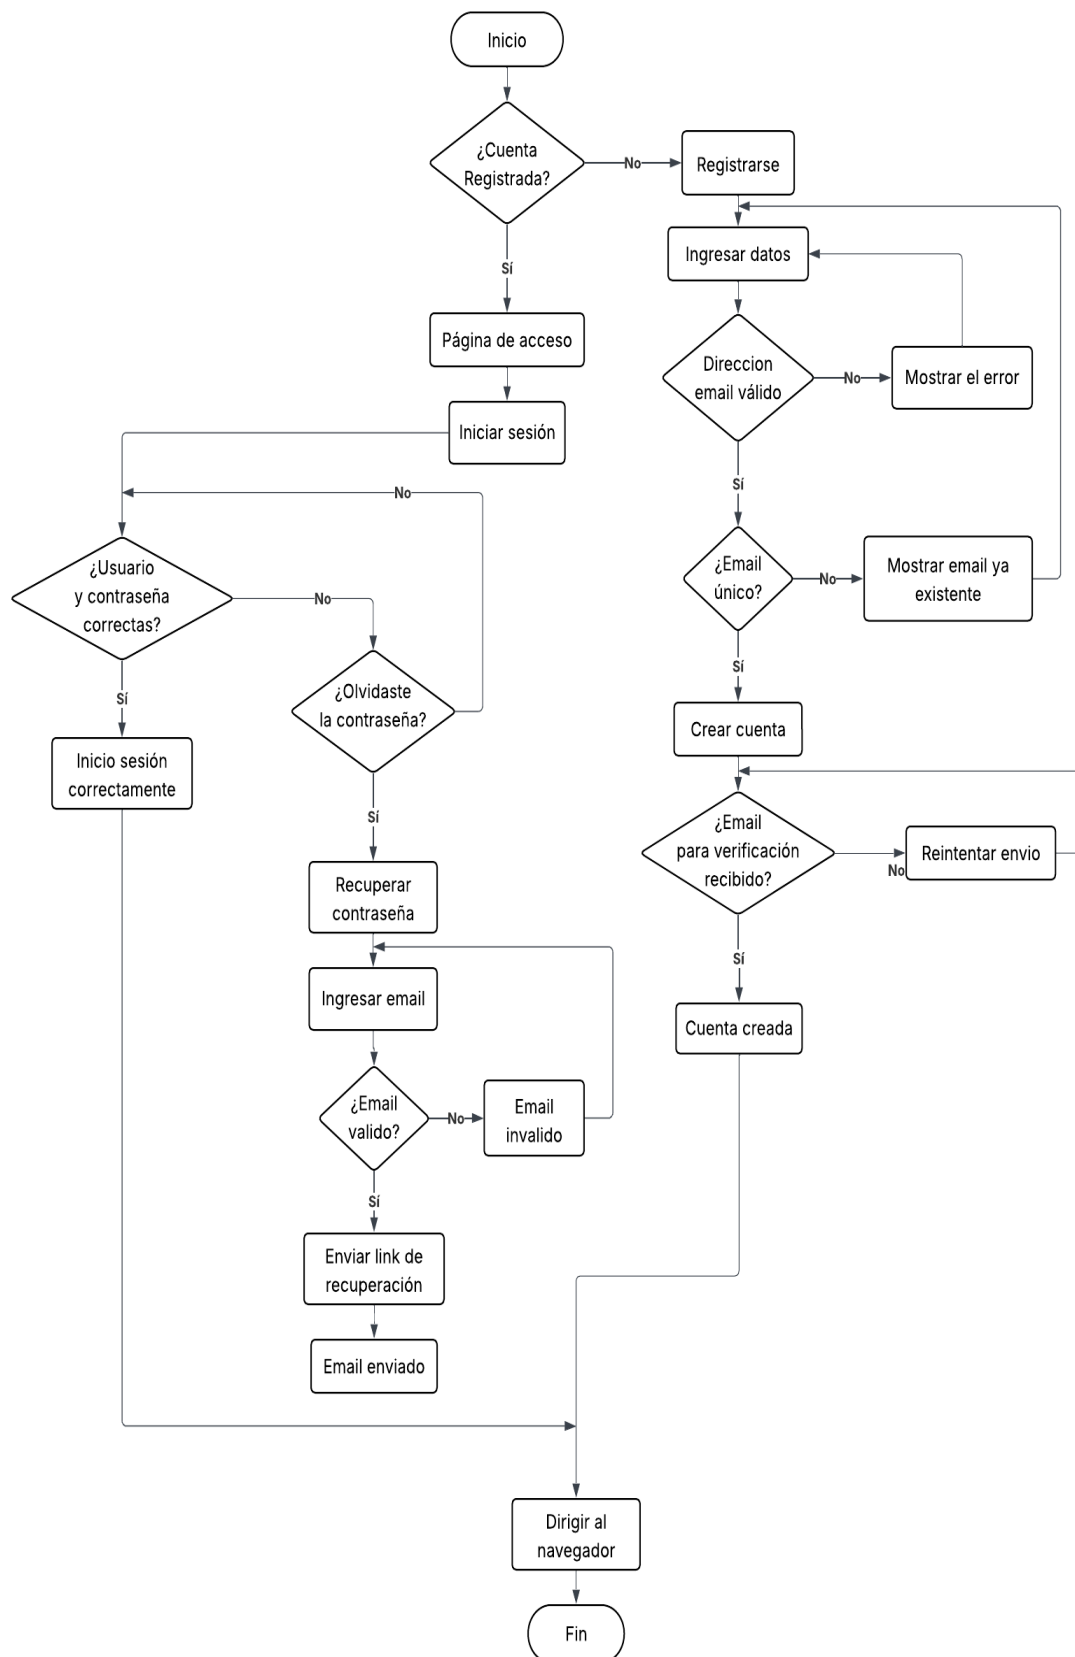 Inicio
¿Cuenta
Registrada?
No
Registrarse
Sí
Ingresar datos
Página de acceso
Direccion
email válido
No
Mostrar el error
Iniciar sesión
Sí
No
¿Usuario
y contraseña
correctas?
No
¿Email
único?
No
Mostrar email ya
existente
Sí
Sí
¿Olvidaste
la contraseña?
Crear cuenta
Inicio sesión
correctamente
Sí
¿Email
para verificación
recibido?
No
Reintentar envio
Recuperar
contraseña
Sí
Ingresar email
Cuenta creada
¿Email
valido?
No
Email
invalido
Sí
Enviar link de
recuperación
Email enviado
Dirigir al
navegador
Fin